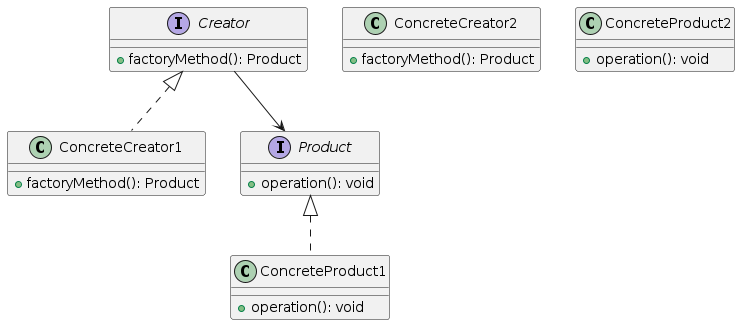 I Creator
+ factoryMethod(): Product
C ConcreteCreator2
+ factoryMethod(): Product
C ConcreteProduct2
+ operation(): void
C ConcreteCreator1
+ factoryMethod(): Product
I Product
+ operation(): void
C ConcreteProduct1
+ operation(): void